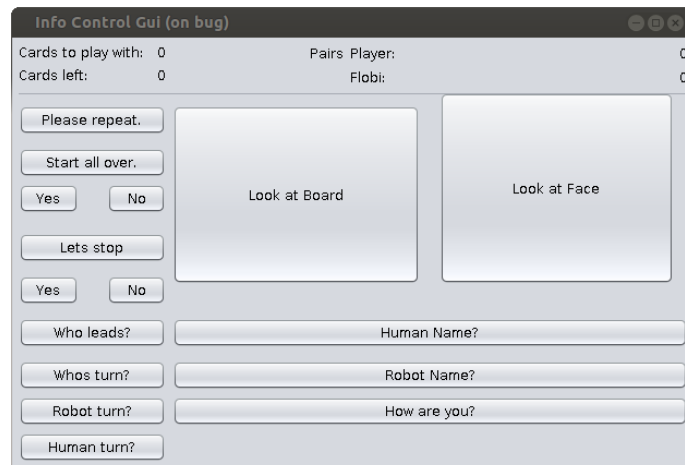 Info Control Gui (on bug)
Cards to play with: 0 Pairs Player: 0
Cards left: 0 Flobi: 0
Please repeat.
Start all over.
Look at Board Look at Face
Yes No
Lets stop
Yes No
Who leads? Human Name?
Whos turn? Robot Name?
Robot turn? How are you?
Human turn?